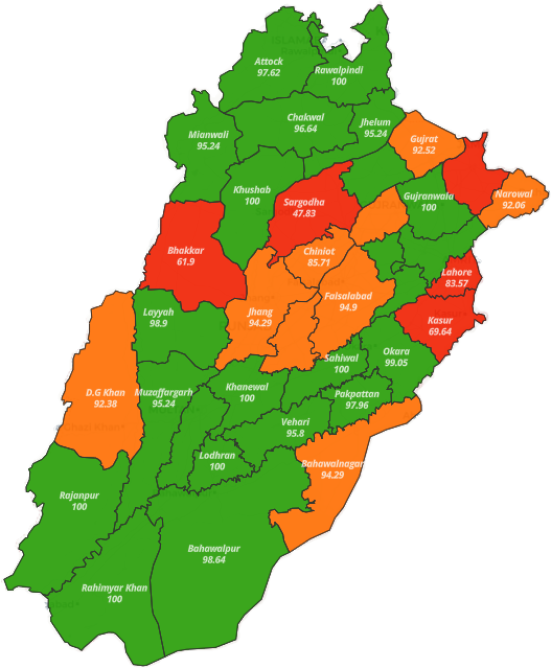 Attock
97.62
Rawalpindi
100
Chakwal
96.64
Jhelum
95.24
Mianwali
95.24
Gujrat
92.52
Khushab
100
Sargodha
47.83
Gujranwala
100
Narowal
92.06
Bhakkar
61.9
Chiniot
85.71
Lahore
83.57
Faisalabad
94.9
Layyah
98.9
Jhang
94.29
Kasur
69.64
Sahiwal
100
Okara
99.05
D.G Khan
92.38
Muzaffargarh
95.24
Khanewal
100
Pakpattan
97.96
Vehari
95.8
Lodhran
100
Bahawalnagar
94.29
Rajanpur
100
Bahawalpur
98.64
Rahimyar Khan
100